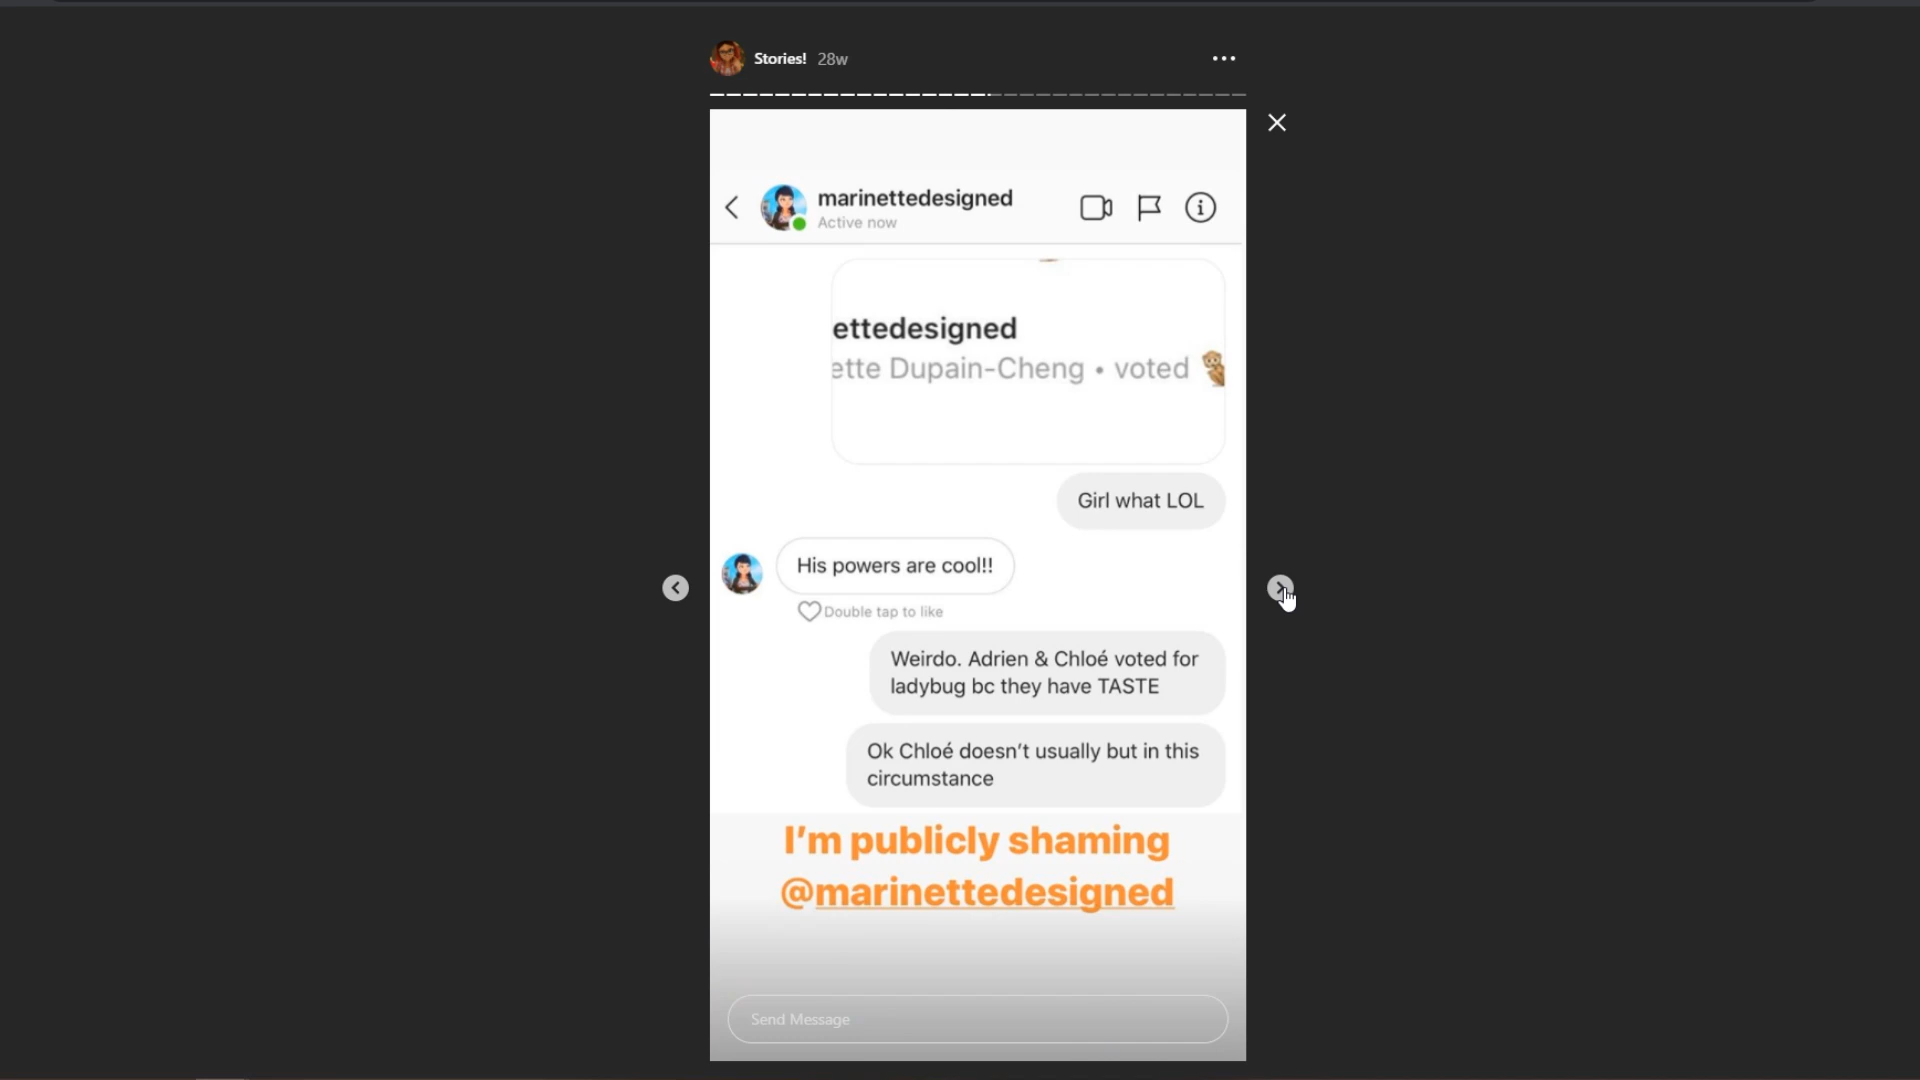 Stories! 28w
marinettedesigned
Active now
ettedesigned
ette Dupain-Cheng • voted
Girl what LOL
His powers are cool!!
Double tap to like
Weirdo. Adrien & Chloé voted for
ladybug bc they have TASTE
Ok Chloé doesn't usually but in this
circumstance
I'm publicly shaming
@marinettedesigned
Send Message